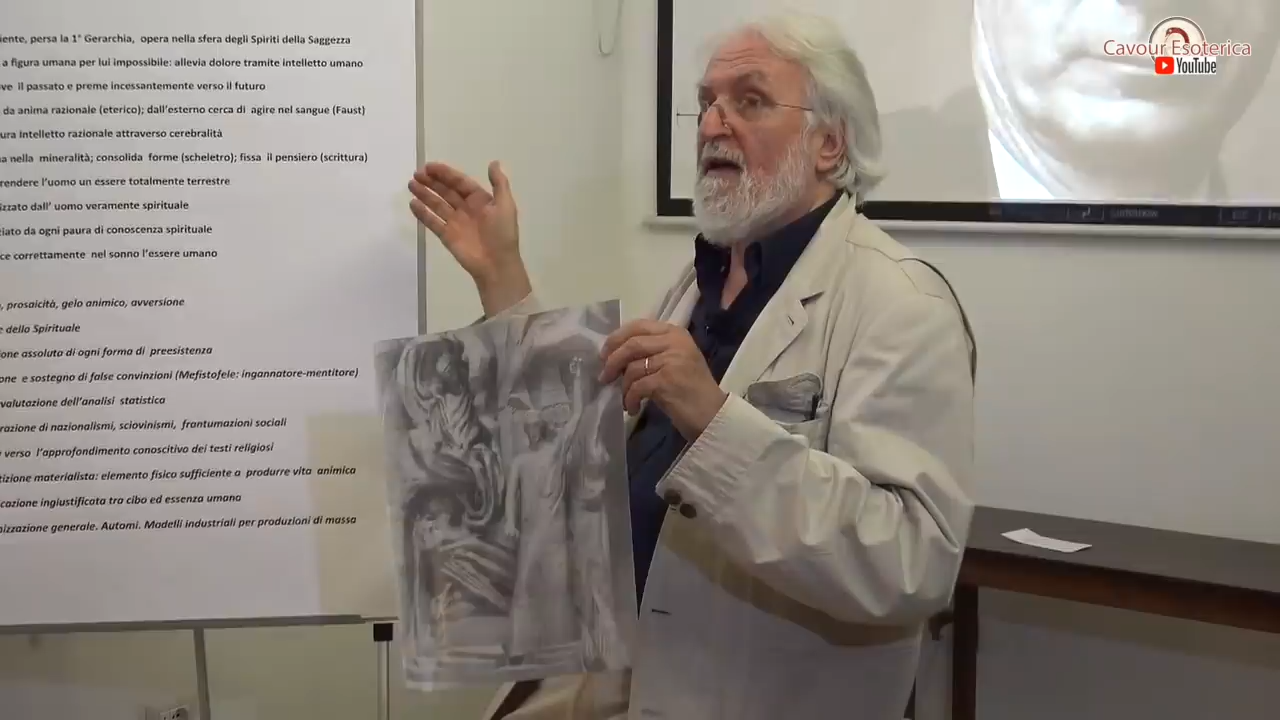 iente, persa la 1° Gerarchia, opera nella sfera degli Spiriti della Saggezza
a figura umana per lui impossibile: allevia dolore tramite intelletto umano
ve il passato e preme incessantemente verso il futuro
da anima razionale (eterico); dall'esterno cerca di agire nel sangue (Faust)
ura intelletto razionale attraverso cerebralità
a nella mineralità; consolida forme (scheletro); fissa il pensiero (scrittura)
rendere l'uomo un essere totalmente terrestre
izzato dall' uomo veramente spirituale
iato da ogni paura di conoscenza spirituale
ce correttamente nel sonno l'essere umano
, prosaicità, gelo animico, avversione
e dello Spirituale
ione assoluta di ogni forma di preesistenza
one e sostegno di false convinzioni (Mefistofele: ingannatore-mentitore)
valutazione dell'analisi statistica
razione di nazionalismi, sciovinismi, frantumazioni sociali
verso l'approfondimento conoscitivo dei testi religiosi
tizione materialista: elemento fisico sufficiente a produrre vita animica
cazione ingiustificata tra cibo ed essenza umana
nizzazione generale. Automi. Modelli industriali per produzioni di massa
Cavour Esoterica
YouTube